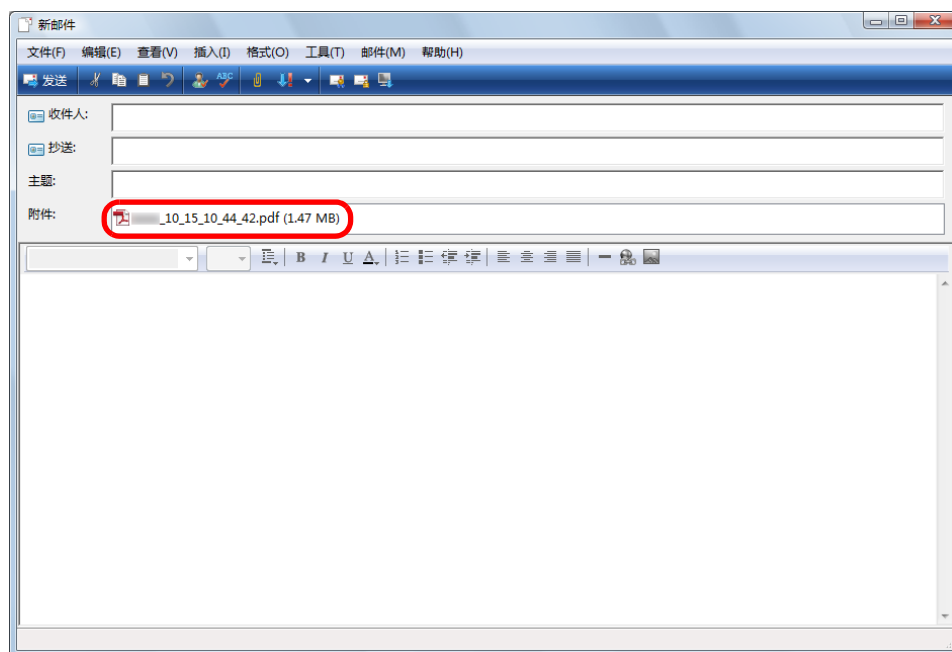 新邮件
文件(F) 编辑(E) 查看(V) 插入(I) 格式(O) 工具(T) 邮件(M) 帮助(H)
发送
收件人:
抄送:
主题:
附件: _10_15_10_44_42.pdf (1.47 MB)
B I U A